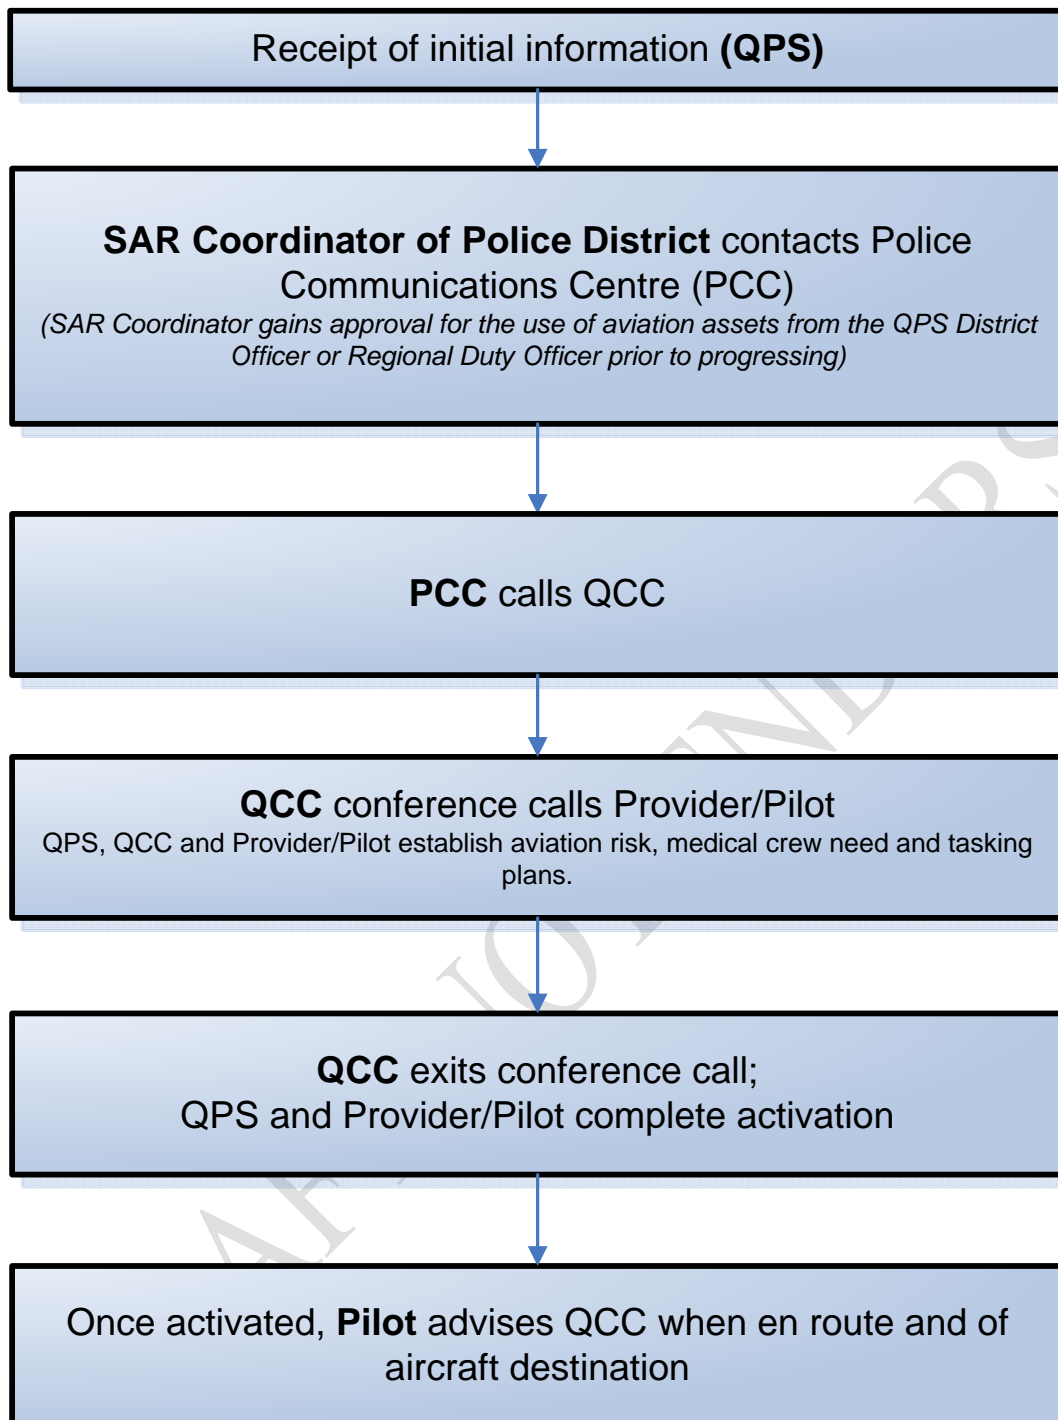 Receipt of initial information (QPS)
SAR Coordinator of Police District contacts Police
Communications Centre (PCC)
(SAR Coordinator gains approval for the use of aviation assets from the QPS District
Officer or Regional Duty Officer prior to progressing)
PCC calls QCC
QCC conference calls Provider/Pilot
QPS, QCC and Provider/Pilot establish aviation risk, medical crew need and tasking
plans.
QCC exits conference call;
QPS and Provider/Pilot complete activation
Once activated, Pilot advises QCC when en route and of
aircraft destination